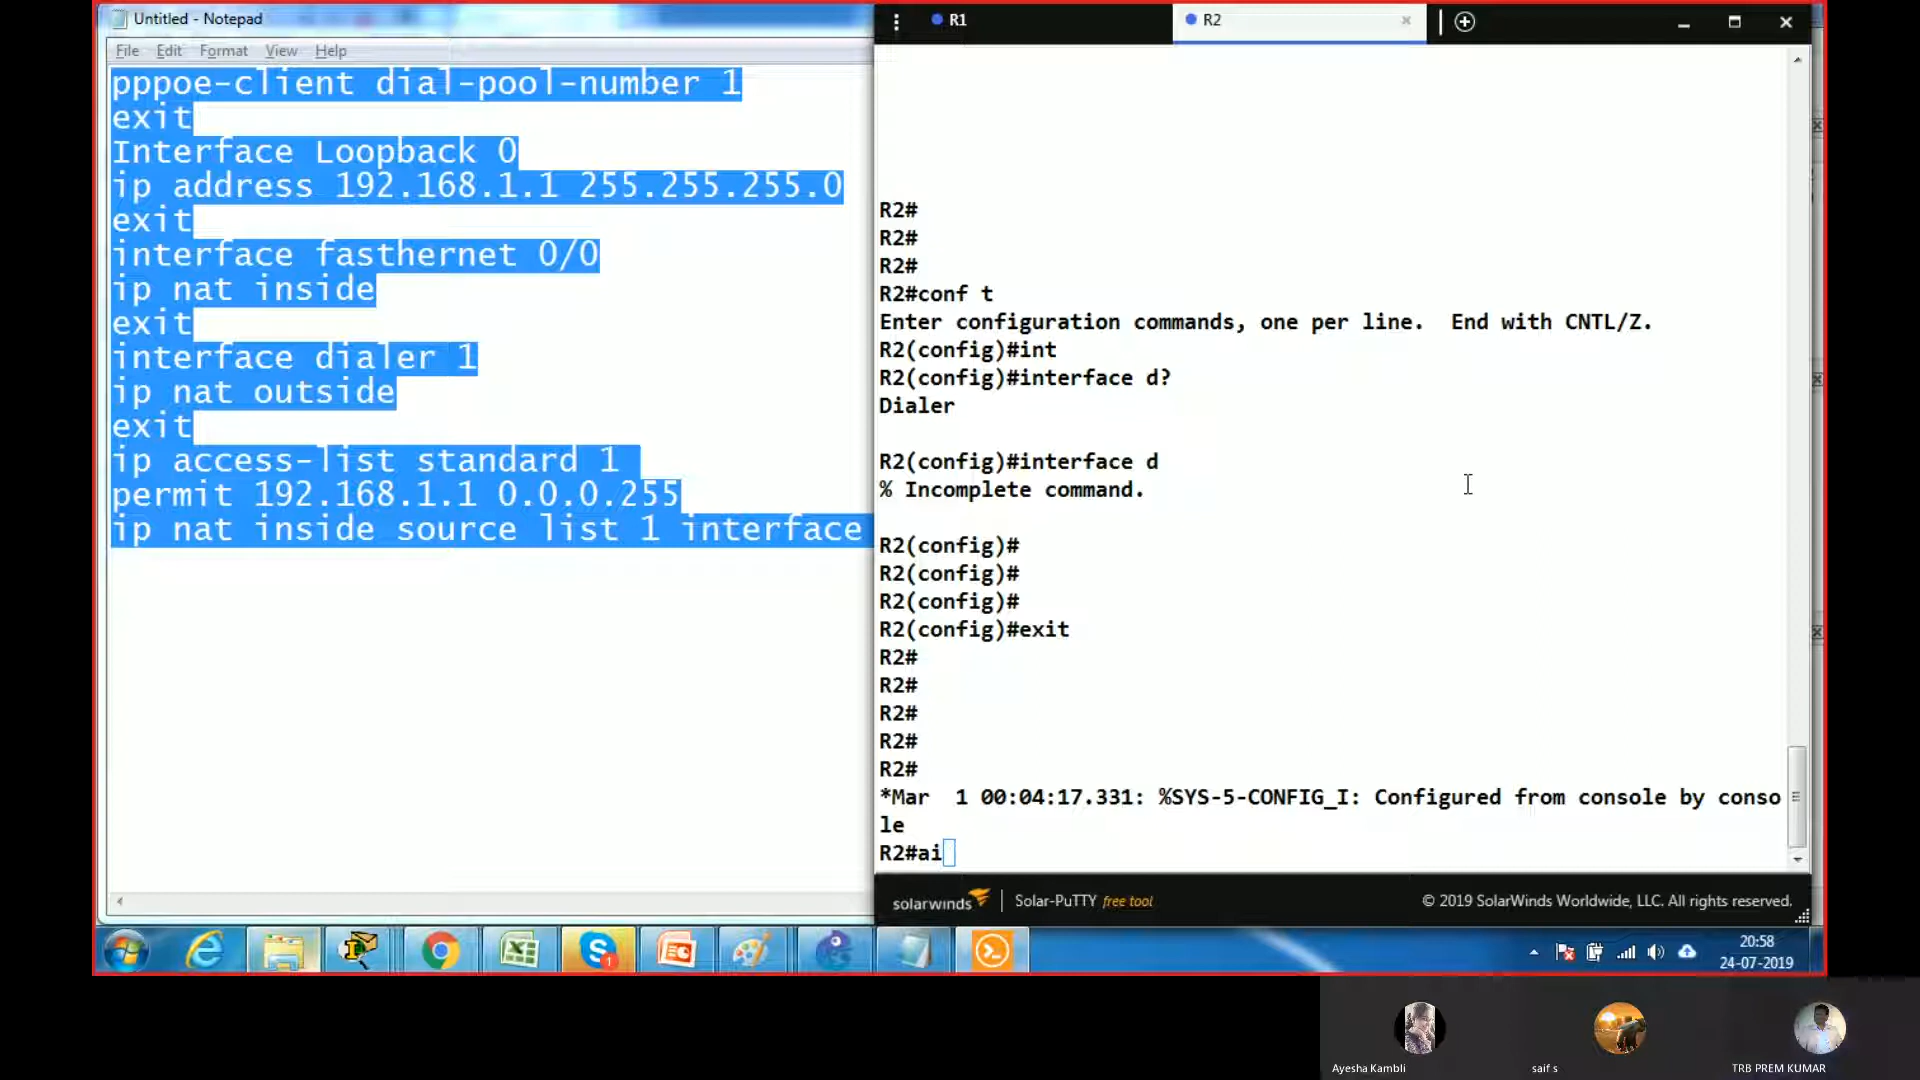 Untitled - Notepad
File Edit Format View Help
pppoe-client dial-pool-number 1
exit
Interface Loopback 0
ip address 192.168.1.1 255.255.255.0
exit
interface fasthernet 0/0
ip nat inside
exit
interface dialer 1
ip nat outside
exit
ip access-list standard 1
permit 192.168.1.1 0.0.0.255
ip nat inside source list 1 interface
R1
R2
R2#
R2#
R2#
R2#conf t
Enter configuration commands, one per line.  End with CNTL/Z.
R2(config)#int
R2(config)#interface d?
Dialer
R2(config)#interface d
% Incomplete command.
R2(config)#
R2(config)#
R2(config)#
R2(config)#exit
R2#
R2#
R2#
R2#
R2#
*Mar  1 00:04:17.331: %SYS-5-CONFIG_I: Configured from console by conso
le
R2#ai
solarwinds Solar-PuTTY free tool
© 2019 SolarWinds Worldwide, LLC. All rights reserved.
1
20:58
24-07-2019
Ayesha Kambli
saif s
TRB PREM KUMAR